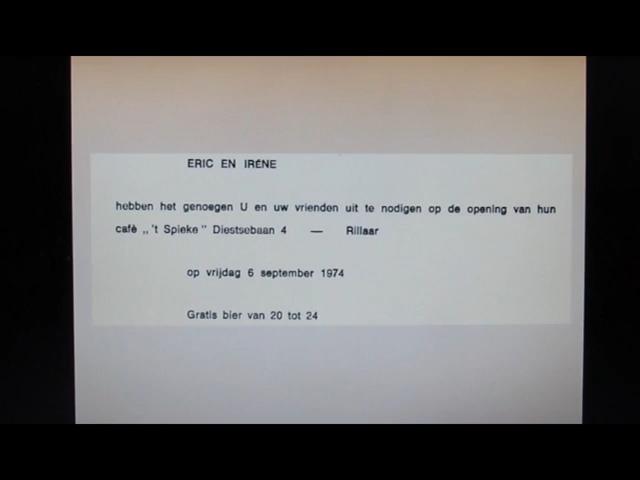 ERIC EN IRÈNE
hebben het genoegen U en uw vrienden uit te nodigen op de opening van hun
cafè „'t Spieke" Diestsebaan 4 — Rillaar
op vrijdag 6 september 1974
Gratis bier van 20 tot 24